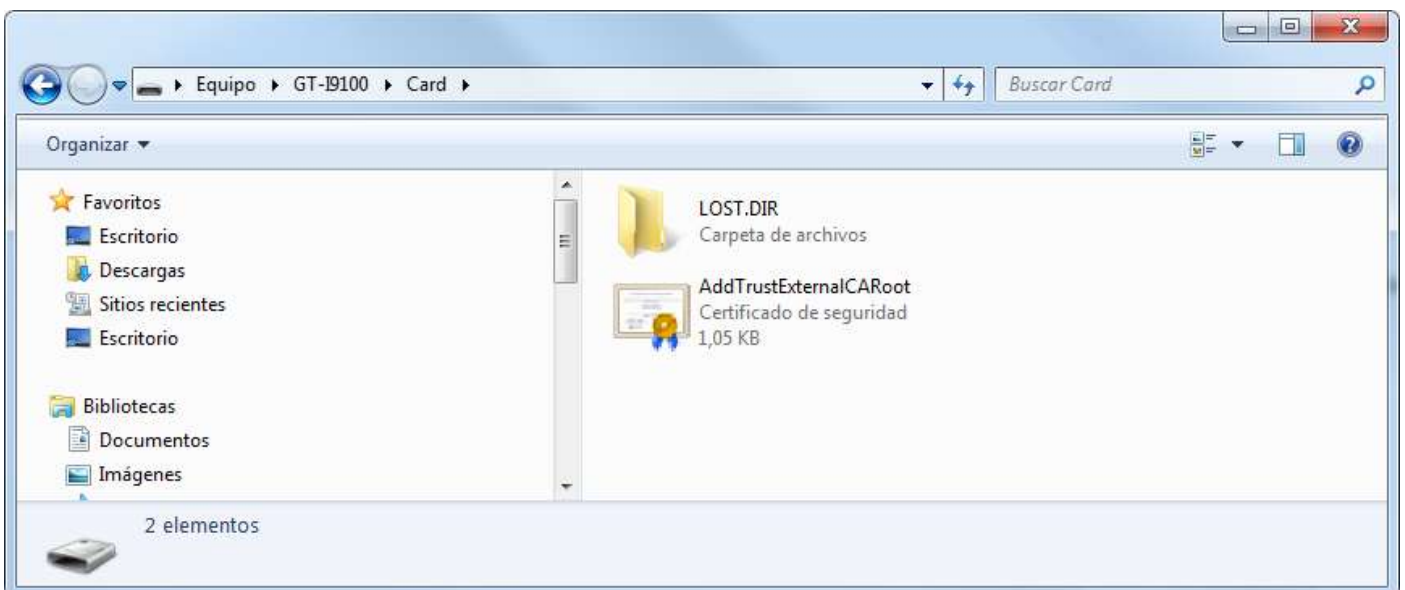 Equipo GT-I9100 Card
Buscar Card
Organizar
Favoritos
Escritorio
Descargas
Sitios recientes
Escritorio
Bibliotecas
Documentos
Imágenes
LOST.DIR
Carpeta de archivos
AddTrustExternalCARoot
Certificado de seguridad
1,05 KB
2 elementos